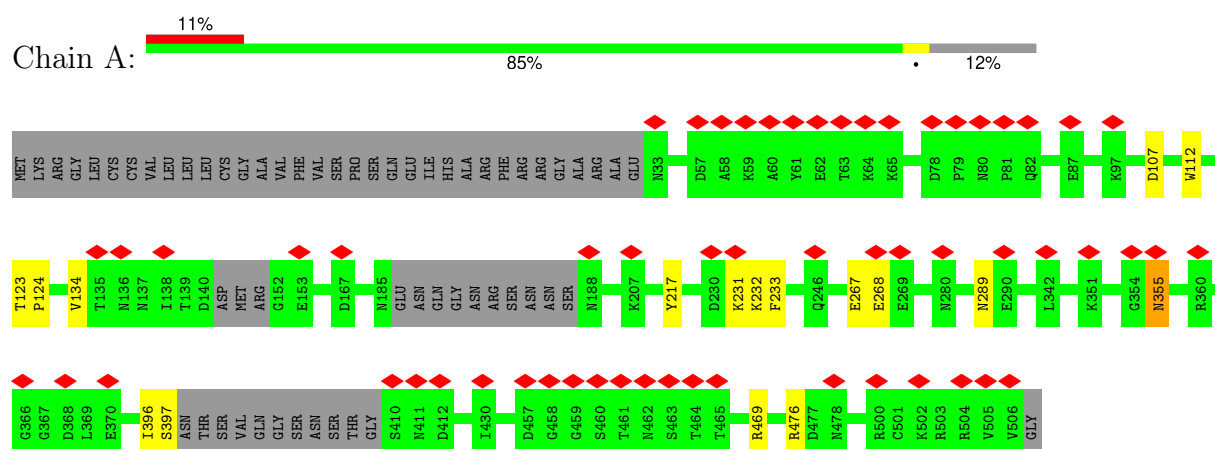 11%
Chain A:
85% • 12%
MET LYS ARG GLY LEU CYS CYS VAL LEU LEU LEU CYS GLY ALA VAL PHE VAL SER PRO SER GLN GLU ILE HIS ALA ARG PHE ARG ARG GLY ALA ARG ALA GLU N33 D57 A58 K59 A60 Y61 E62 T63 K64 K65 D78 P79 N80 P81 Q82 E87 K97 D107 W112
T123 P124 V134 T135 N136 N137 I138 T139 D140 ASP MET ARG G152 E153 D167 N185 GLU ASN GLN GLY ASN ARG SER ASN ASN SER N188 K207 Y217 D230 K231 K232 F233 Q246 E267 E268 E269 N280 N289 E290 L342 K351 G354 N355 R360
G366 G367 D368 L369 E370 I396 S397 ASN THR SER VAL GLN GLY SER ASN SER THR GLY S410 N411 D412 I430 D457 G458 G459 S460 T461 N462 S463 T464 T465 R469 R476 D477 N478 R500 C501 K502 R503 R504 V505 V506 GLY